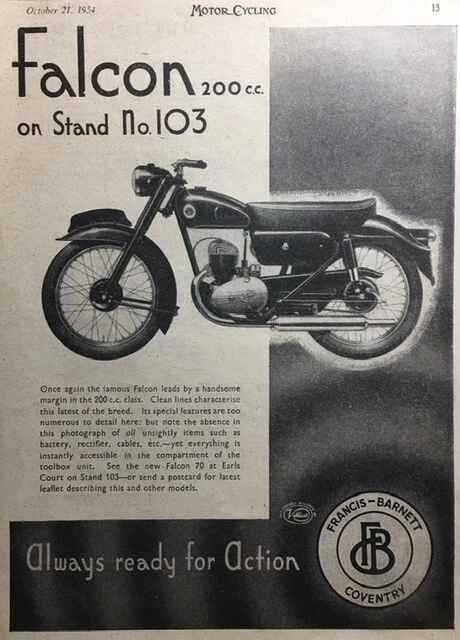 October 21, 1954
MOTOR CYCLING
15
Falcon 200 c.c.
on Stand No. 103
Once again the famous Falcon leads by a handsome
margin in the 200 c.c. class. Clean lines characterise
this latest of the breed. Its special features are too
numerous to detail here: but note the absence in
this photograph of all unsightly items such as
battery, rectifier, cables, etc.—yet everything is
instantly accessible in the compartment of the
toolbox unit. See the new Falcon 70 at Earls
Court on Stand 103—or send a postcard for latest
leaflet describing this and other models.
Villiers
FRANCIS-BARNETT
FB
COVENTRY
Always ready for Action